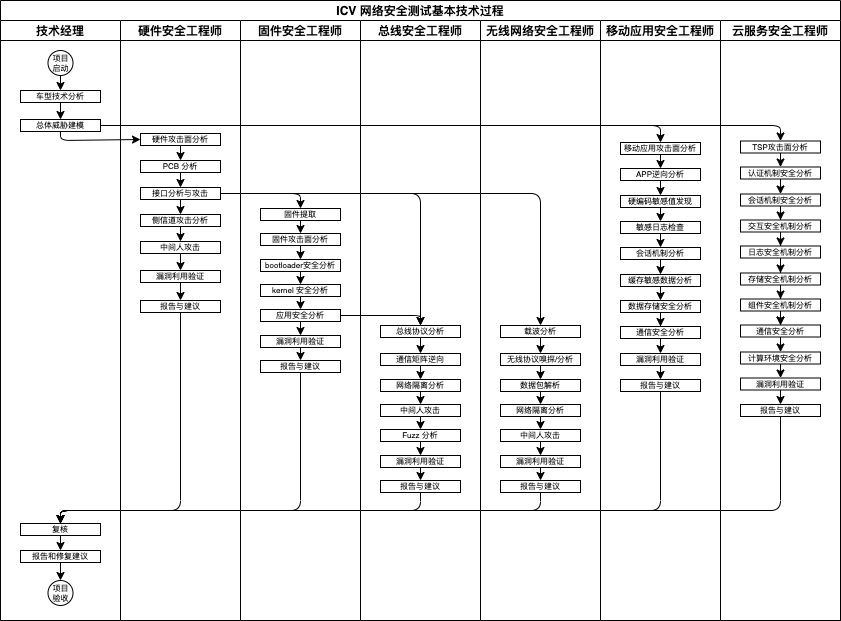 ICV 网络安全测试基本技术过程
技术经理
硬件安全工程师
固件安全工程师
总线安全工程师
无线网络安全工程师
移动应用安全工程师
云服务安全工程师
项目
启动
车型技术分析
总体威胁建模
硬件攻击面分析
PCB 分析
接口分析与攻击
侧信道攻击分析
中间人攻击
漏洞利用验证
报告与建议
固件提取
固件攻击面分析
bootloader安全分析
kernel 安全分析
应用安全分析
漏洞利用验证
报告与建议
总线协议分析
通信矩阵逆向
网络隔离分析
中间人攻击
Fuzz 分析
漏洞利用验证
报告与建议
载波分析
无线协议嗅探/分析
数据包解析
网络隔离分析
中间人攻击
漏洞利用验证
报告与建议
移动应用攻击面分析
APP逆向分析
硬编码敏感值发现
敏感日志检查
会话机制分析
缓存敏感数据分析
数据存储安全分析
通信安全分析
漏洞利用验证
报告与建议
TSP攻击面分析
认证机制安全分析
会话机制安全分析
交互安全机制分析
日志安全机制分析
存储安全机制分析
组件安全机制分析
通信安全分析
计算环境安全分析
漏洞利用验证
报告与建议
复核
报告和修复建议
项目
验收